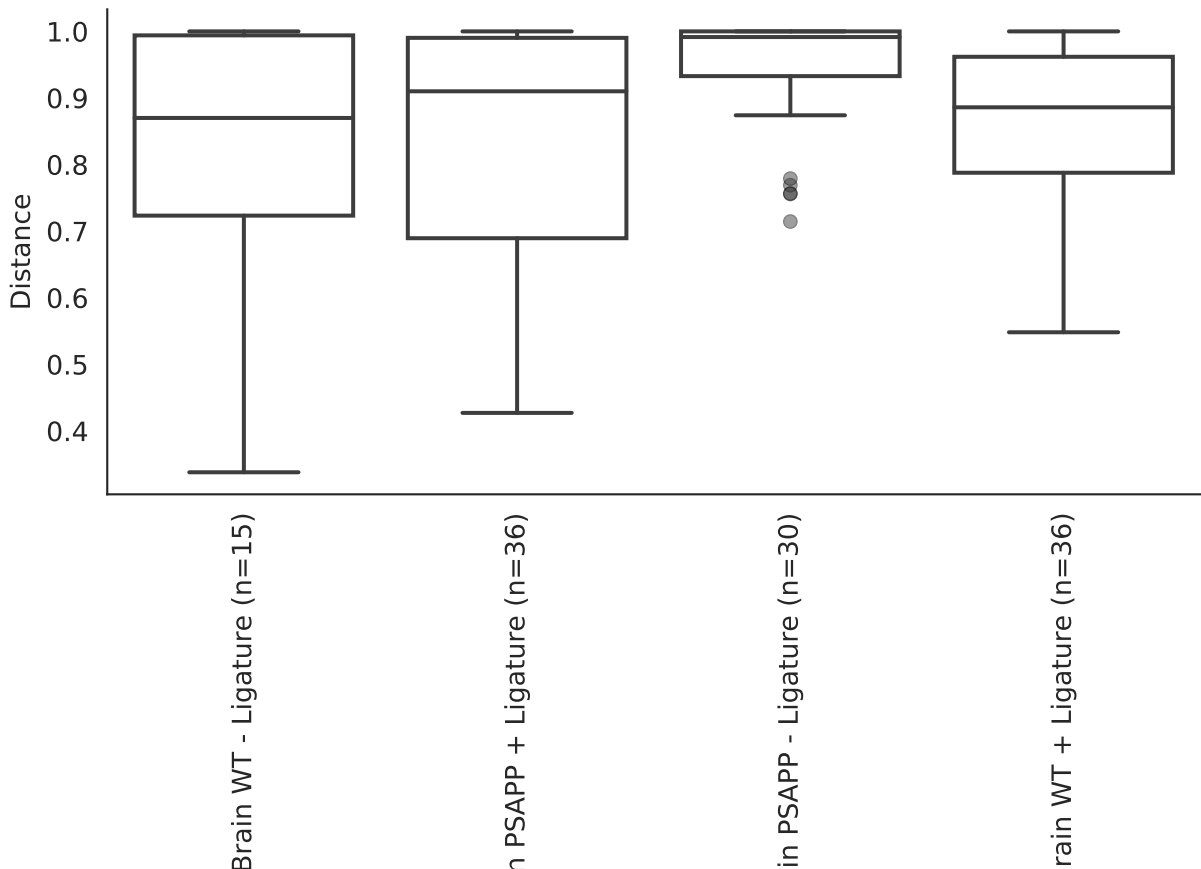 1.0
0.9
0.8
0.7
0.6
0.5
0.4
Distance
Brain WT - Ligature (n=15)
n PSAPP + Ligature (n=36)
in PSAPP - Ligature (n=30)
rain WT + Ligature (n=36)